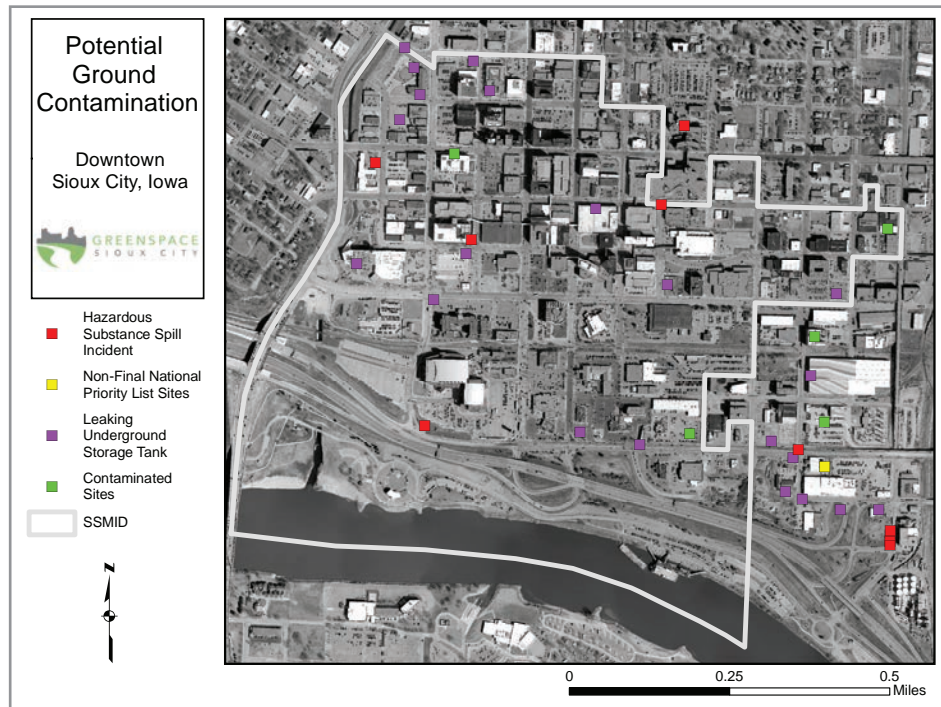 Potential
Ground
Contamination
Downtown
Sioux City, Iowa
GREENSPACE
SIOUX CITY
Hazardous
Substance Spill
Incident
Non-Final National
Priority List Sites
Leaking
Underground
Storage Tank
Contaminated
Sites
SSMID
N
0
0.25
0.5
Miles